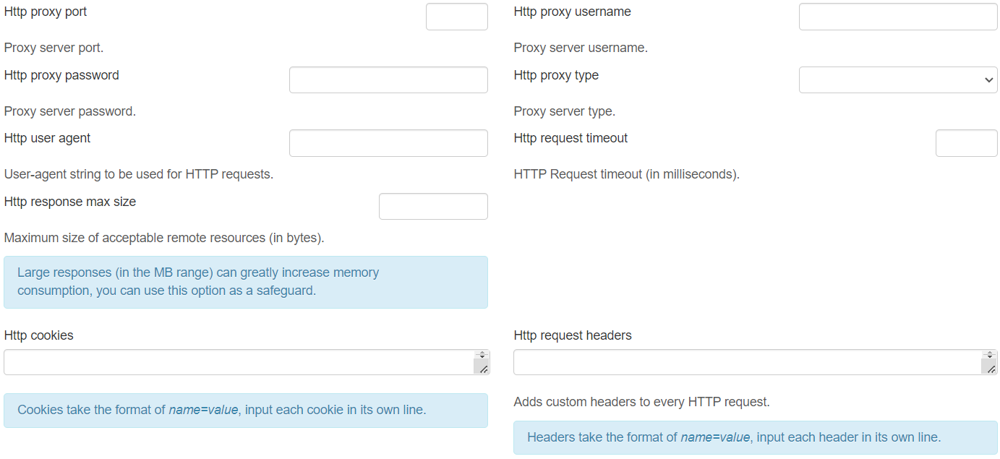 Http proxy port
Http proxy username
Proxy server port.
Proxy server username.
Http proxy password
Http proxy type
Proxy server password.
Proxy server type.
Http user agent
Http request timeout
User-agent string to be used for HTTP requests.
HTTP Request timeout (in milliseconds).
Http response max size
Maximum size of acceptable remote resources (in bytes).
Large responses (in the MB range) can greatly increase memory
consumption, you can use this option as a safeguard.
Http cookies
Http request headers
Cookies take the format of name=value, input each cookie in its own line.
Adds custom headers to every HTTP request.
Headers take the format of name=value, input each header in its own line.